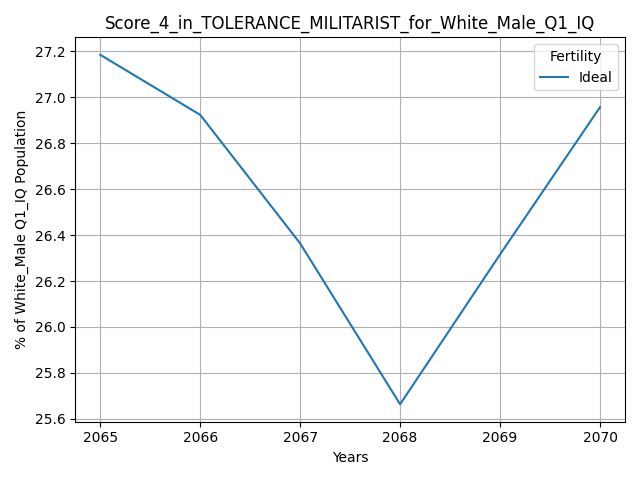 Score_4_in_TOLERANCE_MILITARIST_for_White_Male_Q1_IQ
Fertility
Ideal
27.2
27.0
26.8
26.6
26.4
26.2
26.0
25.8
25.6
% of White_Male Q1_IQ Population
2065 2066 2067 2068 2069 2070
Years